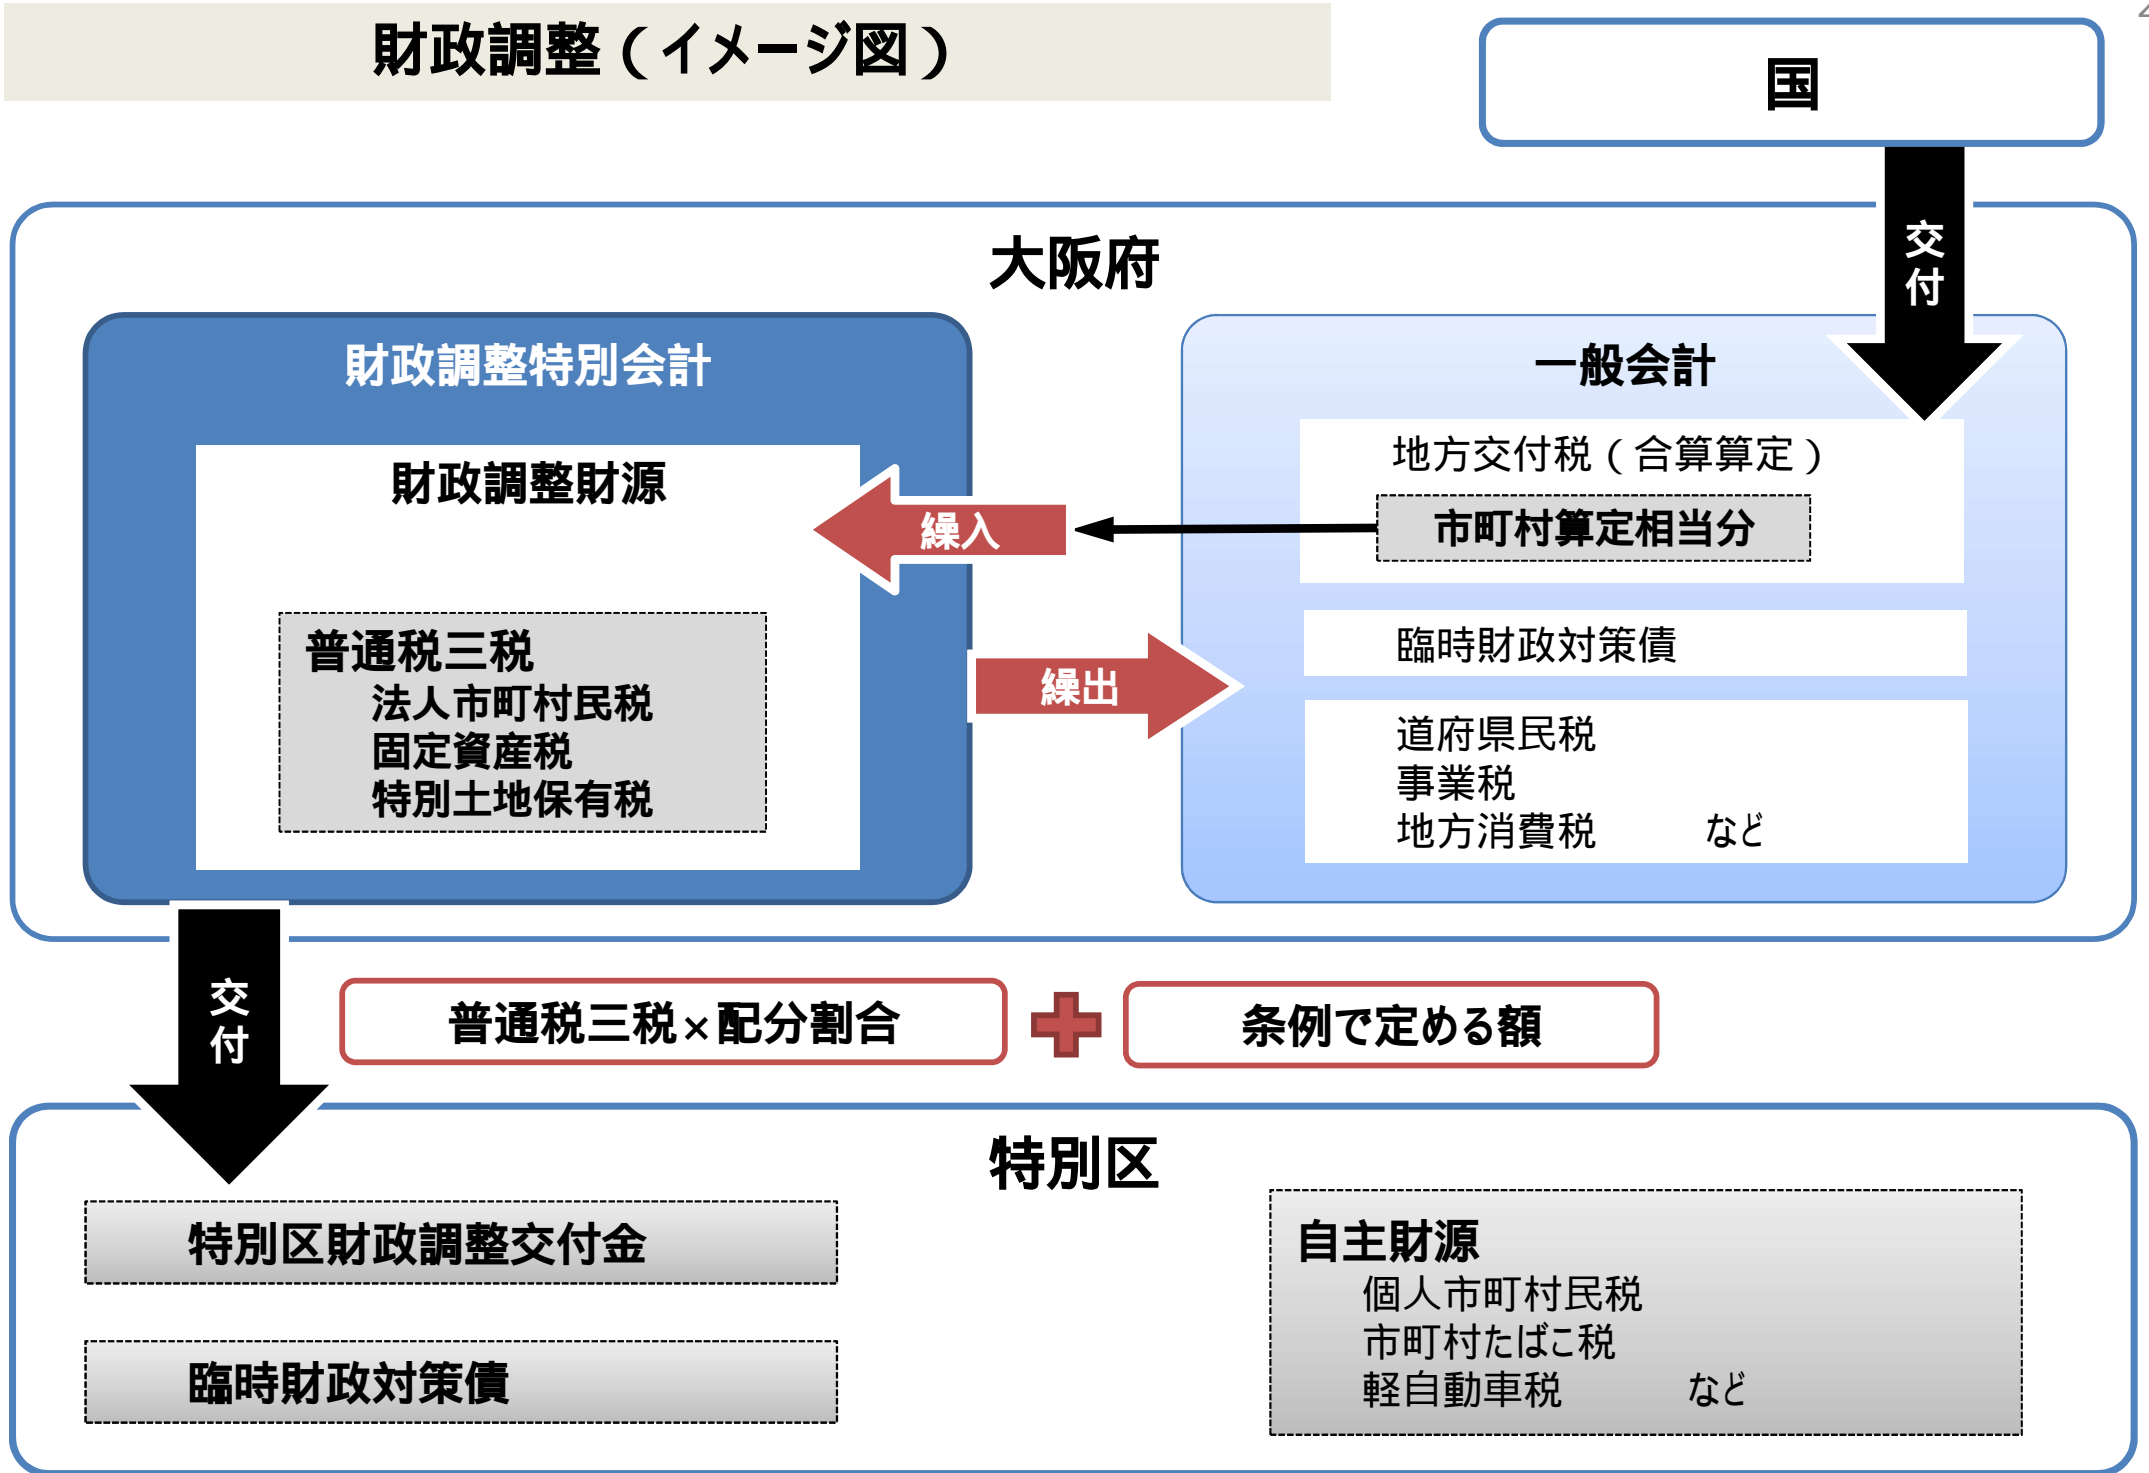 財政調整（イメージ図）
国
交付
大阪府
財政調整特別会計
財政調整財源
普通税三税
法人市町村民税
固定資産税
特別土地保有税
繰入
繰出
一般会計
地方交付税（合算算定）
市町村算定相当分
臨時財政対策債
道府県民税
事業税
地方消費税　　など
交付
普通税三税×配分割合
条例で定める額
特別区
特別区財政調整交付金
臨時財政対策債
自主財源
個人市町村民税
市町村たばこ税
軽自動車税　　など